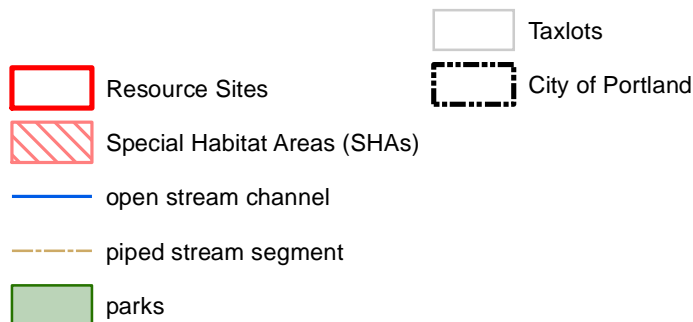 Taxlots
Resource Sites
City of Portland
Special Habitat Areas (SHAs)
open stream channel
piped stream segment
parks